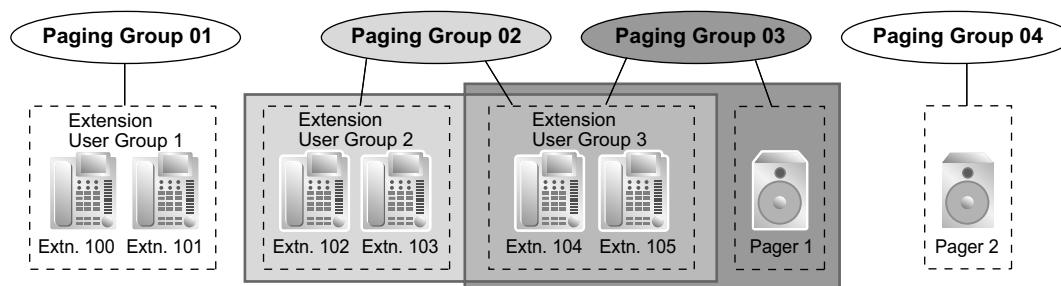 Paging Group 01
Paging Group 02
Paging Group 03
Paging Group 04
Extension
User Group 1
Extension
User Group 2
Extension
User Group 3
Extn. 100
Extn. 101
Extn. 102
Extn. 103
Extn. 104
Extn. 105
Pager 1
Pager 2